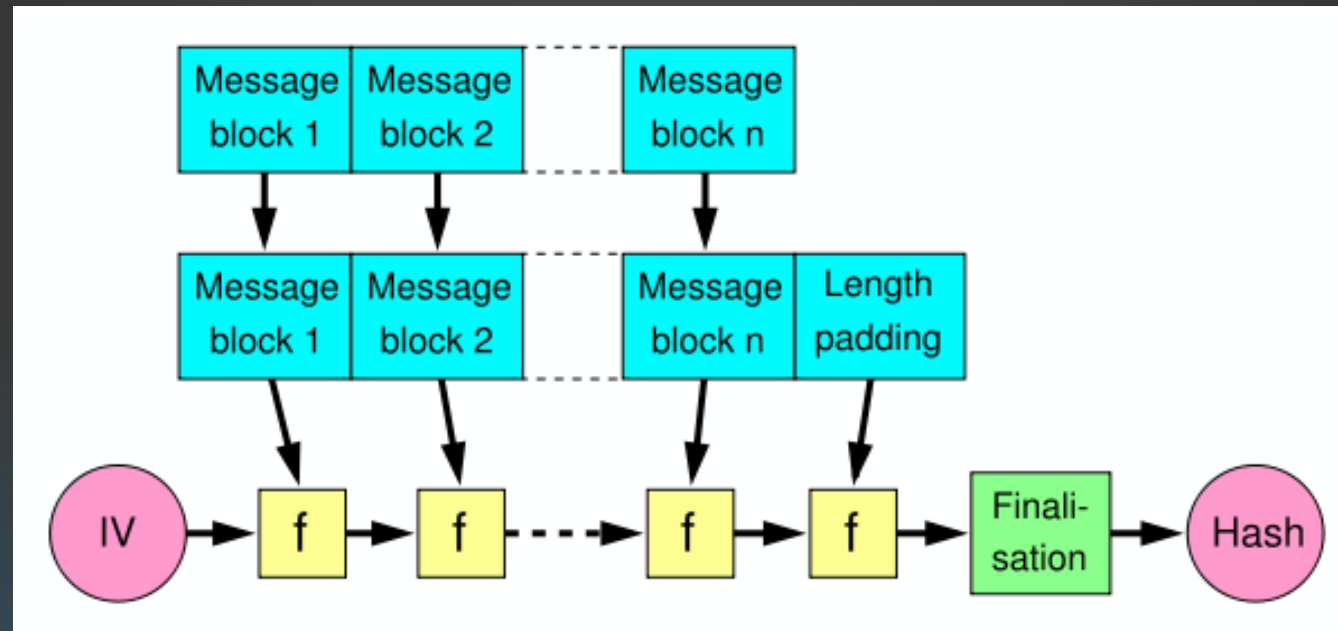 Message
block 1
Message
block 2
Message
block n
Message
block 1
Message
block 2
Message
block n
Length
padding
IV
f
f
f
f
Finali-
sation
Hash